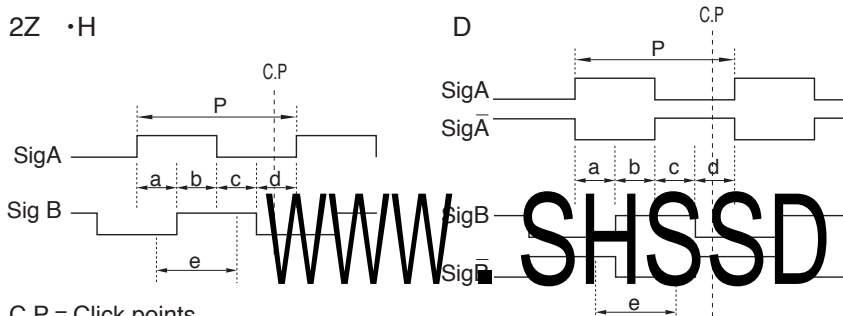 2Z ・H
D
C.P
C.P
P
P
SigA
SigA
SigA̅
a b c d
a b c d
Sig B
SigB
SigB̅
WWW.SHSSD
e
e
C.P = Click points